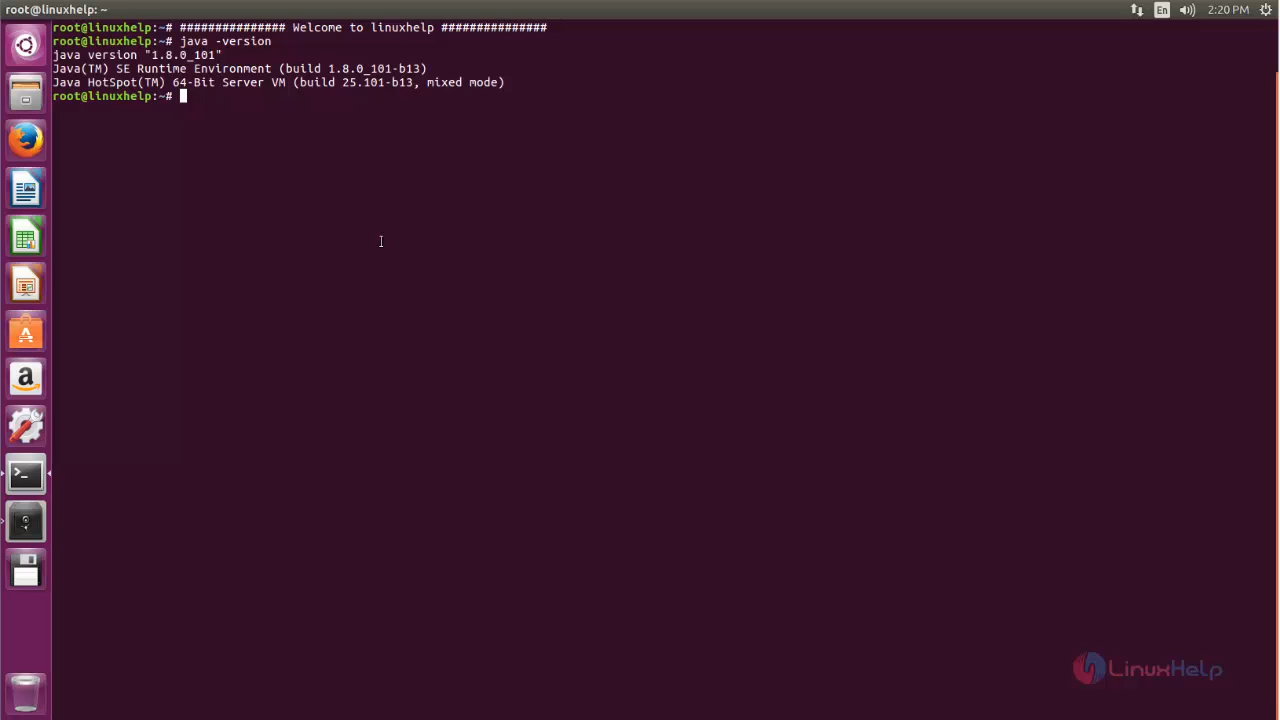 root@linuxhelp: ~
En
2:20 PM
root@linuxhelp:~# ############### Welcome to linuxhelp ###############
root@linuxhelp:~# java -version
java version "1.8.0_101"
Java(TM) SE Runtime Environment (build 1.8.0_101-b13)
Java HotSpot(TM) 64-Bit Server VM (build 25.101-b13, mixed mode)
root@linuxhelp:~#
LinuxHelp